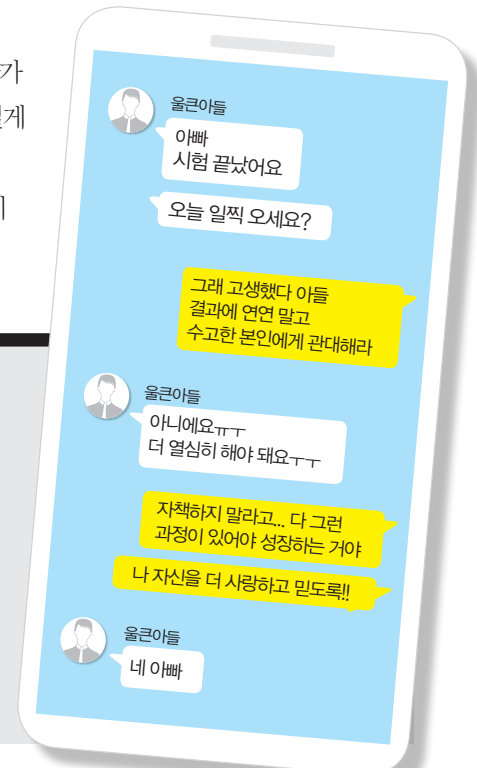 울큰아들
아빠
시험 끝났어요
오늘 일찍 오세요?
그래 고생했다 아들
결과에 연연 말고
수고한 본인에게 관대해라
울큰아들
아니에요ㅠㅜ
더 열심히 해야 돼요ㅜㅜ
자책하지 말라고... 다 그런
과정이 있어야 성장하는 거야
나 자신을 더 사랑하고 믿도록!!
울큰아들
네 아빠